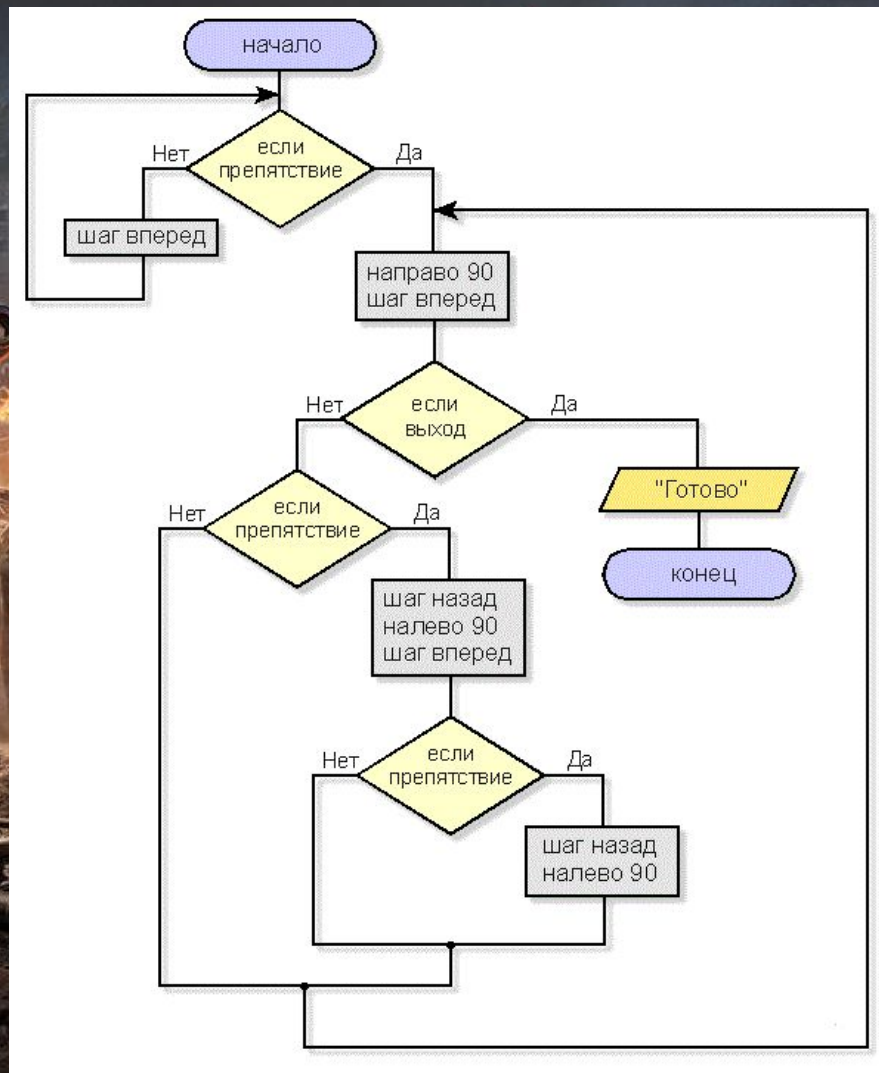 начало
если
препятствие
Нет
Да
шаг вперед
направо 90
шаг вперед
если
выход
Нет
Да
"Готово"
конец
если
препятствие
Нет
Да
шаг назад
налево 90
шаг вперед
если
препятствие
Нет
Да
шаг назад
налево 90